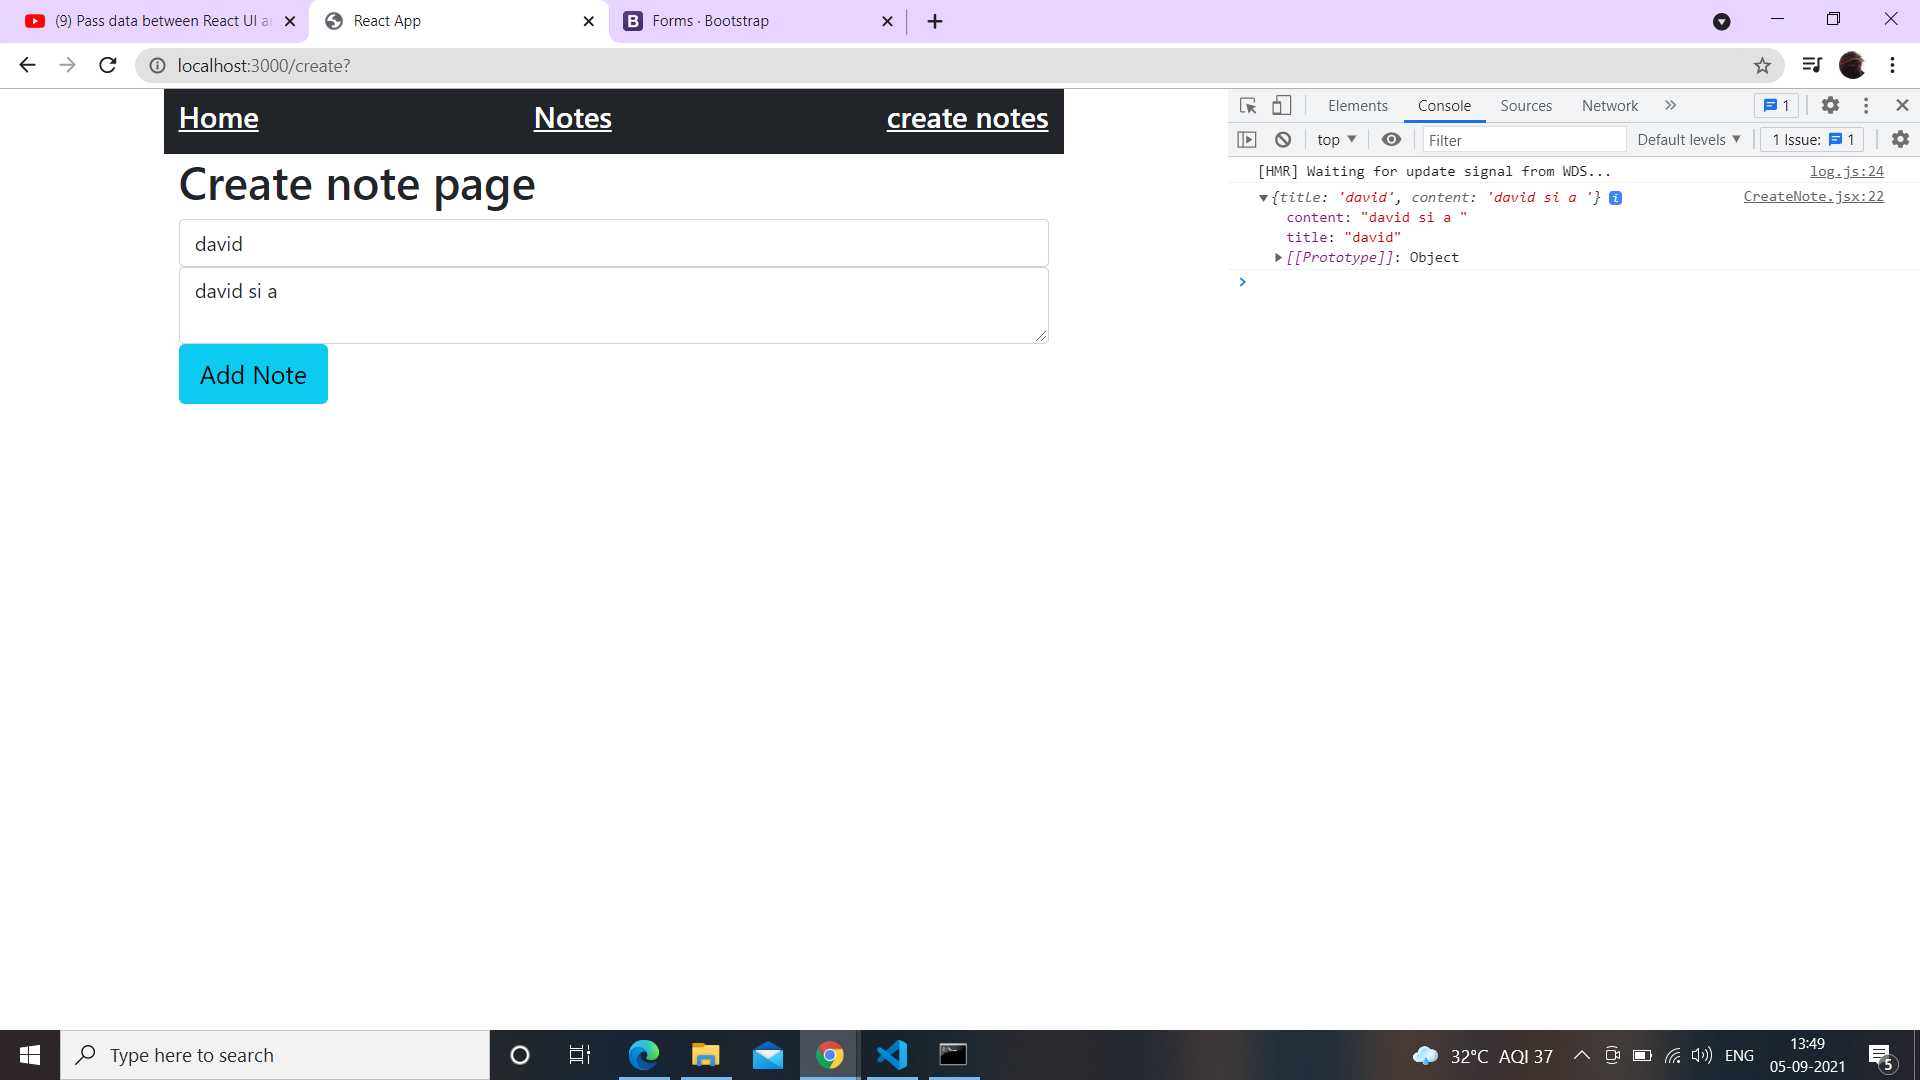 (9) Pass data between React UI ar
React App
B Forms · Bootstrap
localhost:3000/create?
Home Notes create notes
Create note page
david
david si a
Add Note
Elements Console Sources Network 1
top Filter Default levels 1 Issue: 1
[HMR] Waiting for update signal from WDS... log.js:24
{title: 'david', content: 'david si a '} i CreateNote.jsx:22
content: "david si a "
title: "david"
[[Prototype]]: Object
Type here to search
32°C AQI 37 ENG
13:49
05-09-2021
5